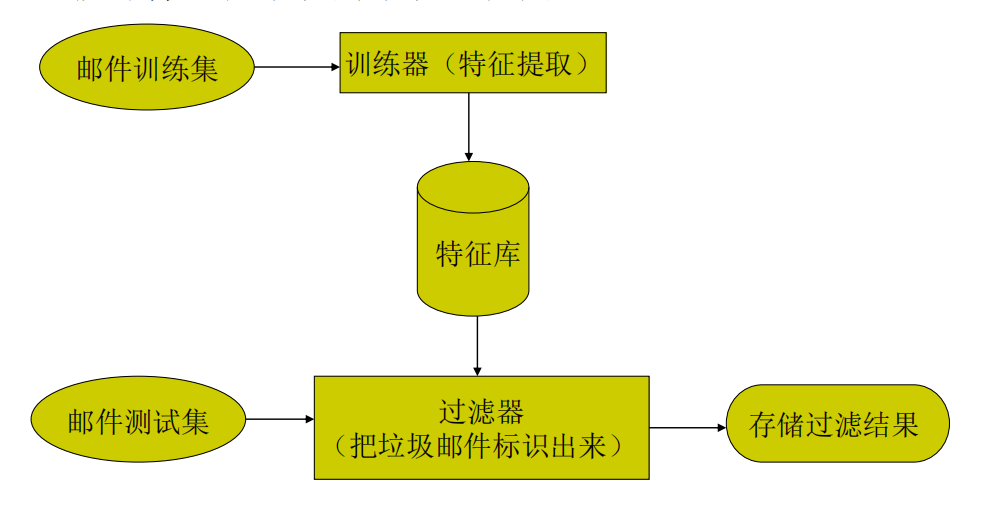 邮件训练集
训练器（特征提取）
特征库
邮件测试集
过滤器
（把垃圾邮件标识出来）
存储过滤结果